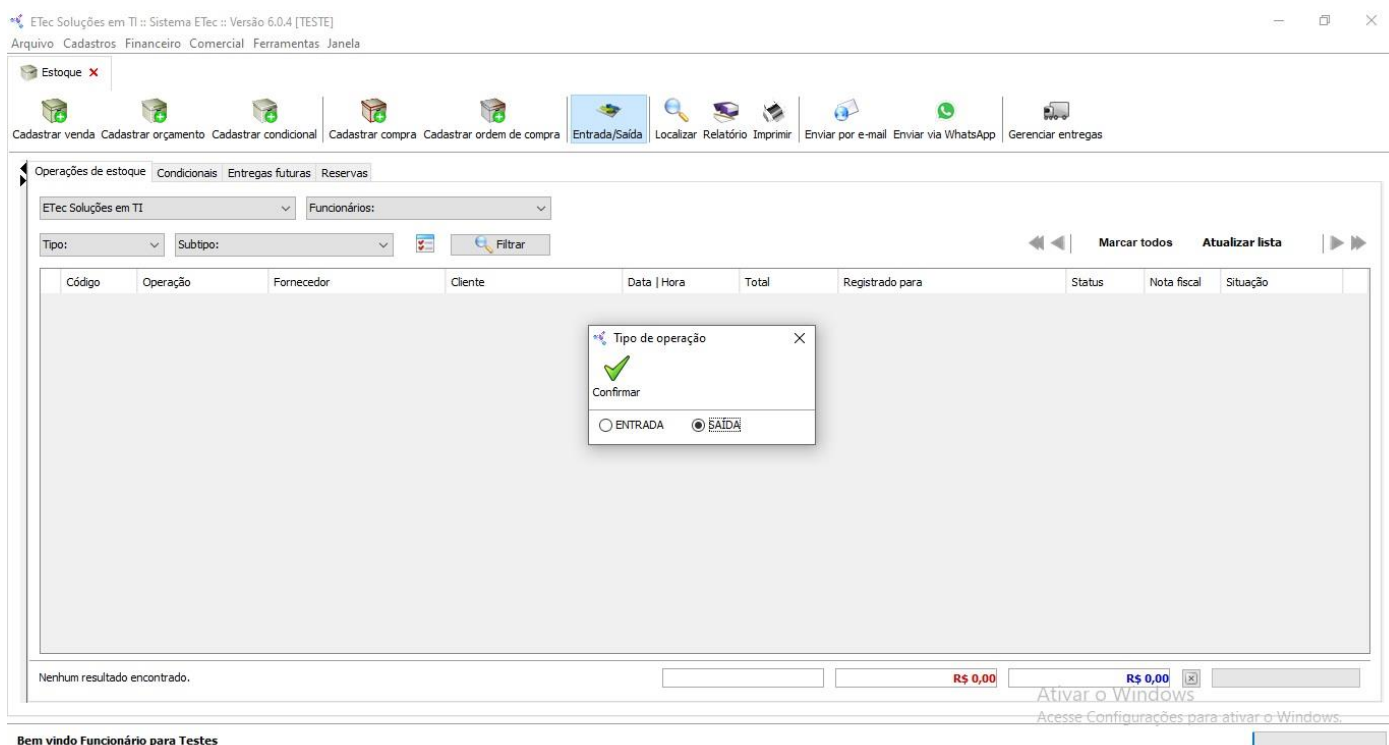 ETec Soluções em TI :: Sistema ETec :: Versão 6.0.4 [TESTE]
Arquivo Cadastros Financeiro Comercial Ferramentas Janela
Estoque
Cadastrar venda Cadastrar orçamento Cadastrar condicional Cadastrar compra Cadastrar ordem de compra Entrada/Saída Localizar Relatório Imprimir Enviar por e-mail Enviar via WhatsApp Gerenciar entregas
Operações de estoque Condicionais Entregas futuras Reservas
ETec Soluções em TI Funcionários:
Tipo: Subtipo: Filtrar Marcar todos Atualizar lista
Código Operação Fornecedor Cliente Data | Hora Total Registrado para Status Nota fiscal Situação
Tipo de operação
Confirmar
ENTRADA SAÍDA
Nenhum resultado encontrado. R$ 0,00 R$ 0,00
Ativar o Windows
Acesse Configurações para ativar o Windows.
Bem vindo Funcionário para Testes